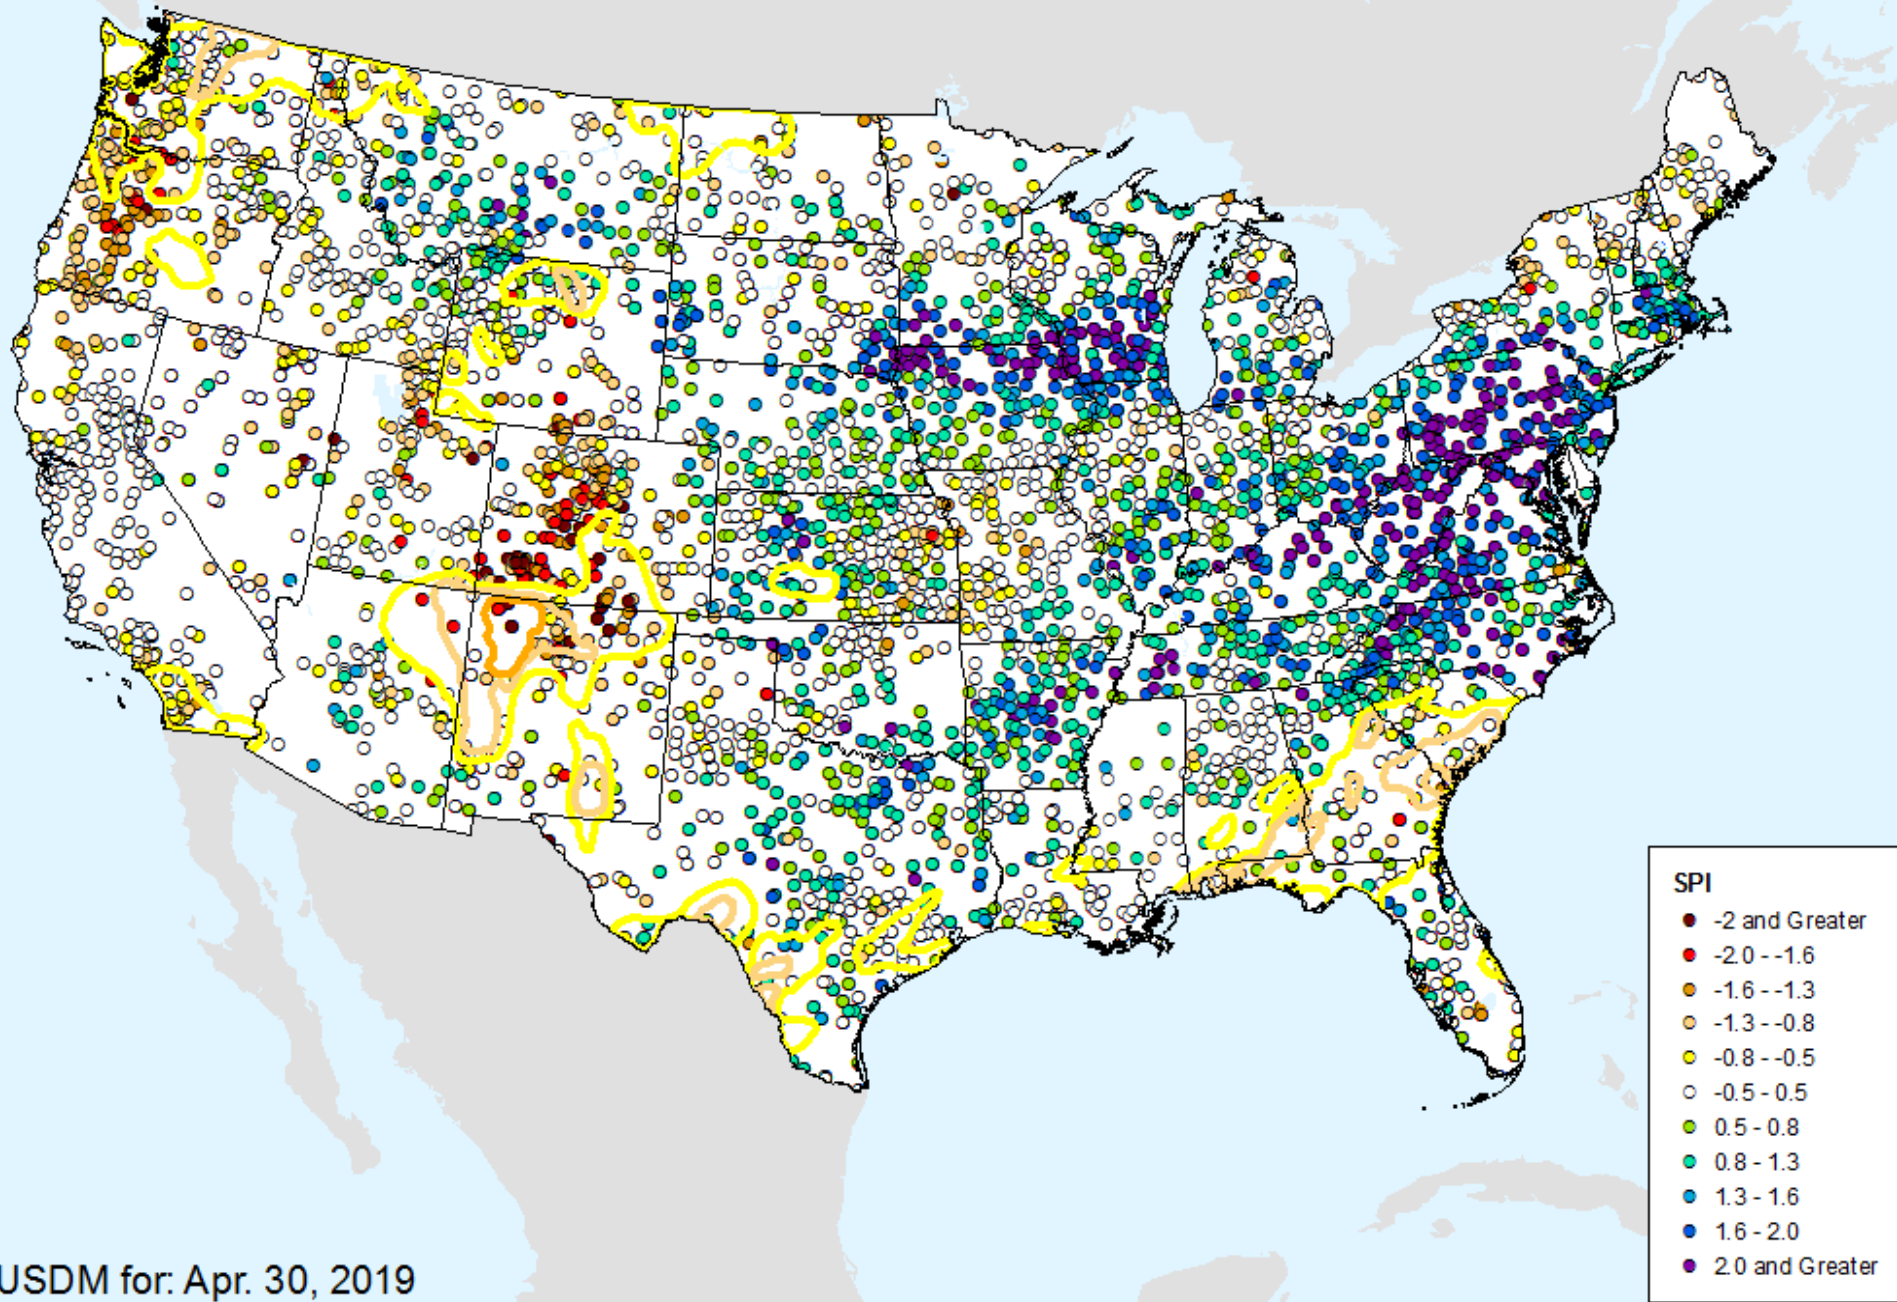 SPI
-2 and Greater
-2.0 - -1.6
-1.6 - -1.3
-1.3 - -0.8
-0.8 - -0.5
-0.5 - 0.5
0.5 - 0.8
0.8 - 1.3
1.3 - 1.6
1.6 - 2.0
2.0 and Greater
USDM for: Apr. 30, 2019